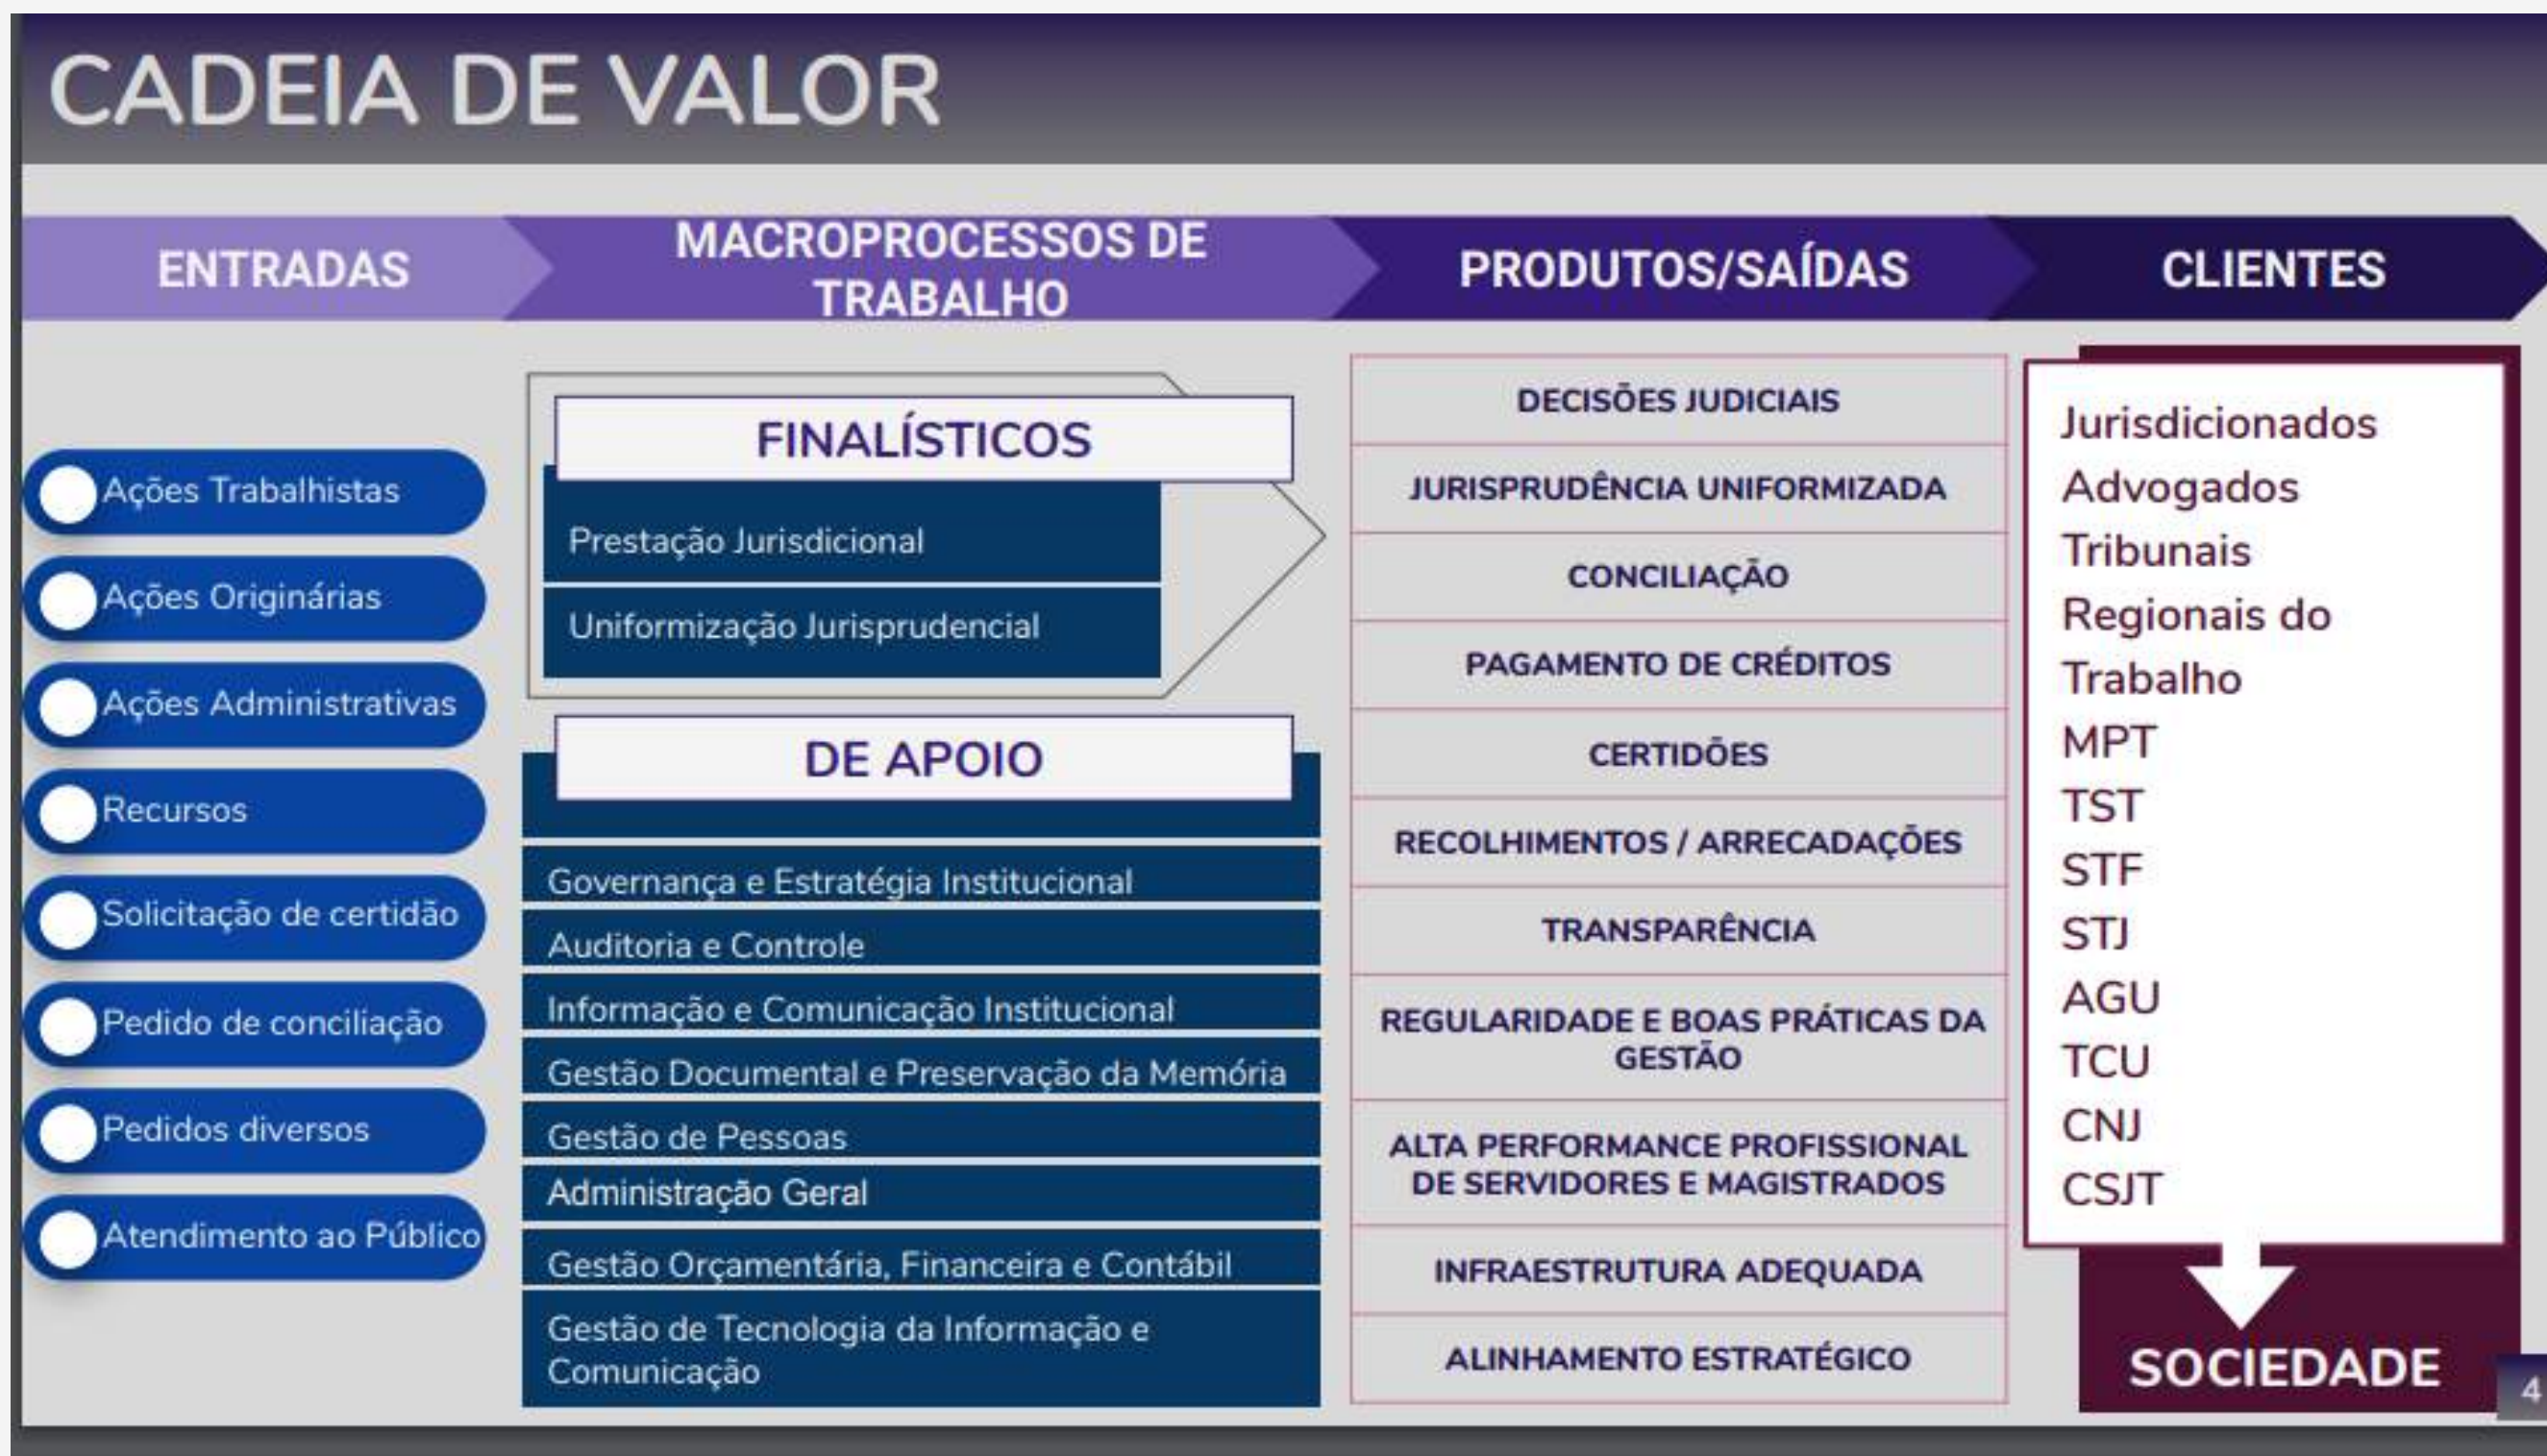 CADEIA DE VALOR
ENTRADAS
MACROPROCESSOS DE
TRABALHO
PRODUTOS/SAÍDAS
CLIENTES
Ações Trabalhistas
Ações Originárias
Ações Administrativas
Recursos
Solicitação de certidão
Pedido de conciliação
Pedidos diversos
Atendimento ao Público
FINALÍSTICOS
Prestação Jurisdicional
Uniformização Jurisprudencial
DE APOIO
Governança e Estratégia Institucional
Auditoria e Controle
Informação e Comunicação Institucional
Gestão Documental e Preservação da Memória
Gestão de Pessoas
Administração Geral
Gestão Orçamentária, Financeira e Contábil
Gestão de Tecnologia da Informação e
Comunicação
DECISÕES JUDICIAIS
JURISPRUDÊNCIA UNIFORMIZADA
CONCILIAÇÃO
PAGAMENTO DE CRÉDITOS
CERTIDÕES
RECOLHIMENTOS / ARRECADAÇÕES
TRANSPARÊNCIA
REGULARIDADE E BOAS PRÁTICAS DA
GESTÃO
ALTA PERFORMANCE PROFISSIONAL
DE SERVIDORES E MAGISTRADOS
INFRAESTRUTURA ADEQUADA
ALINHAMENTO ESTRATÉGICO
Jurisdicionados
Advogados
Tribunais
Regionais do
Trabalho
MPT
TST
STF
STJ
AGU
TCU
CNJ
CSJT
SOCIEDADE
4